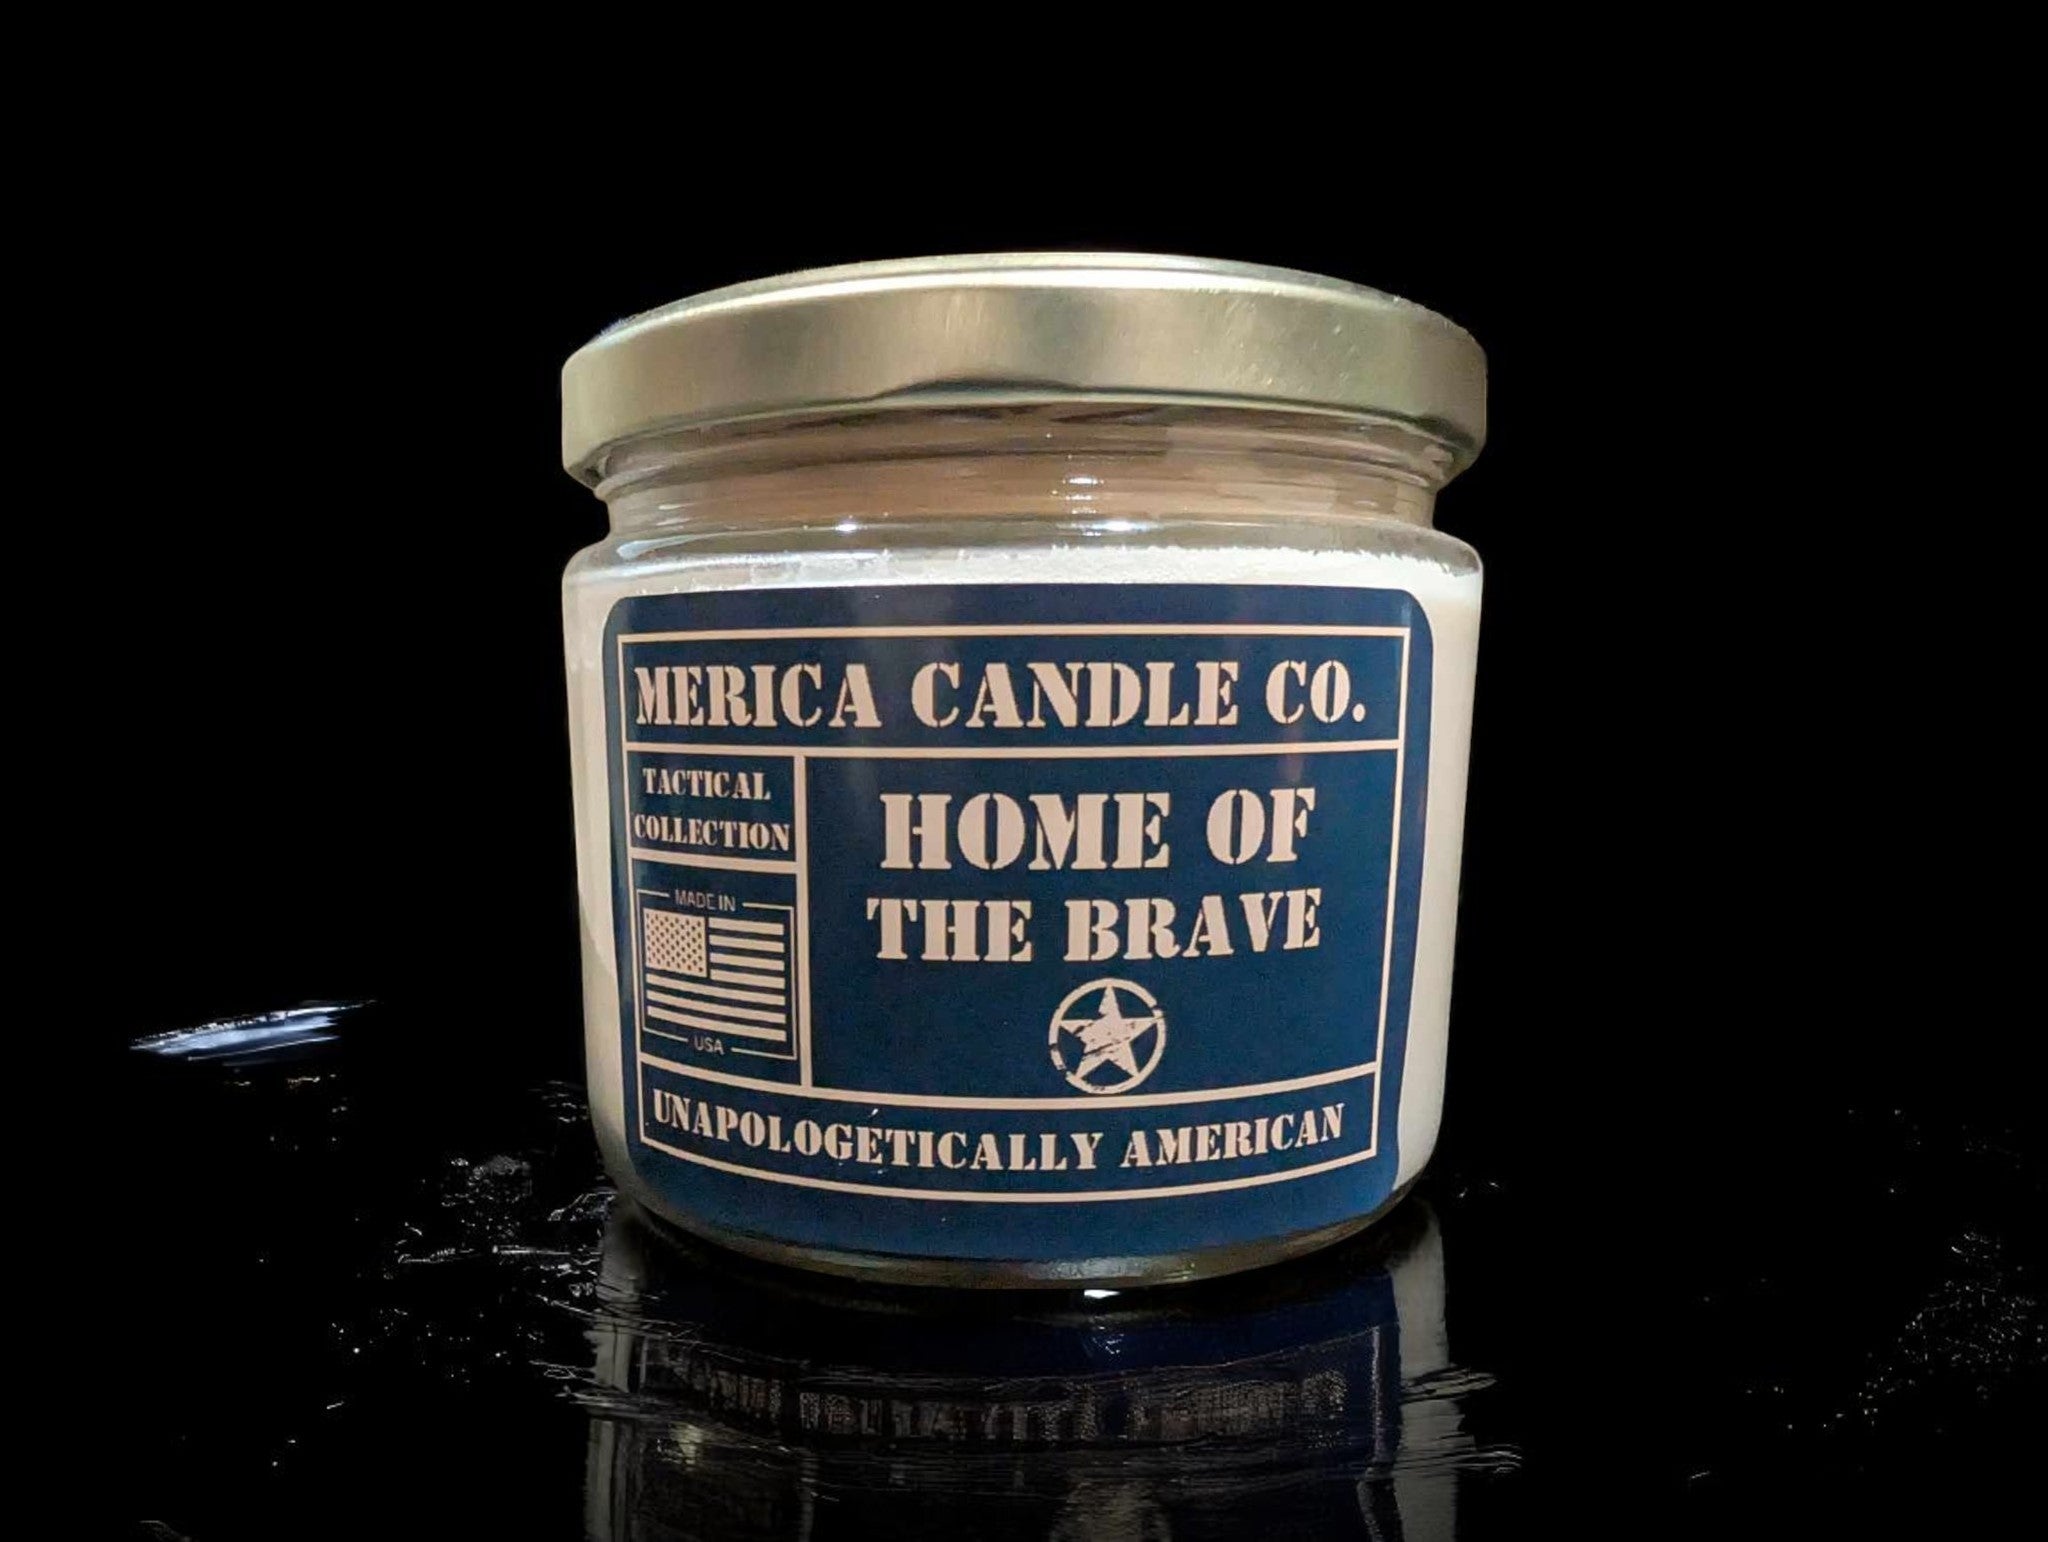 MERICA CANDLE CO.
TACTICAL
COLLECTION
MADE IN
USA
HOME OF
THE BRAVE
UNAPOLOGETICALLY AMERICAN